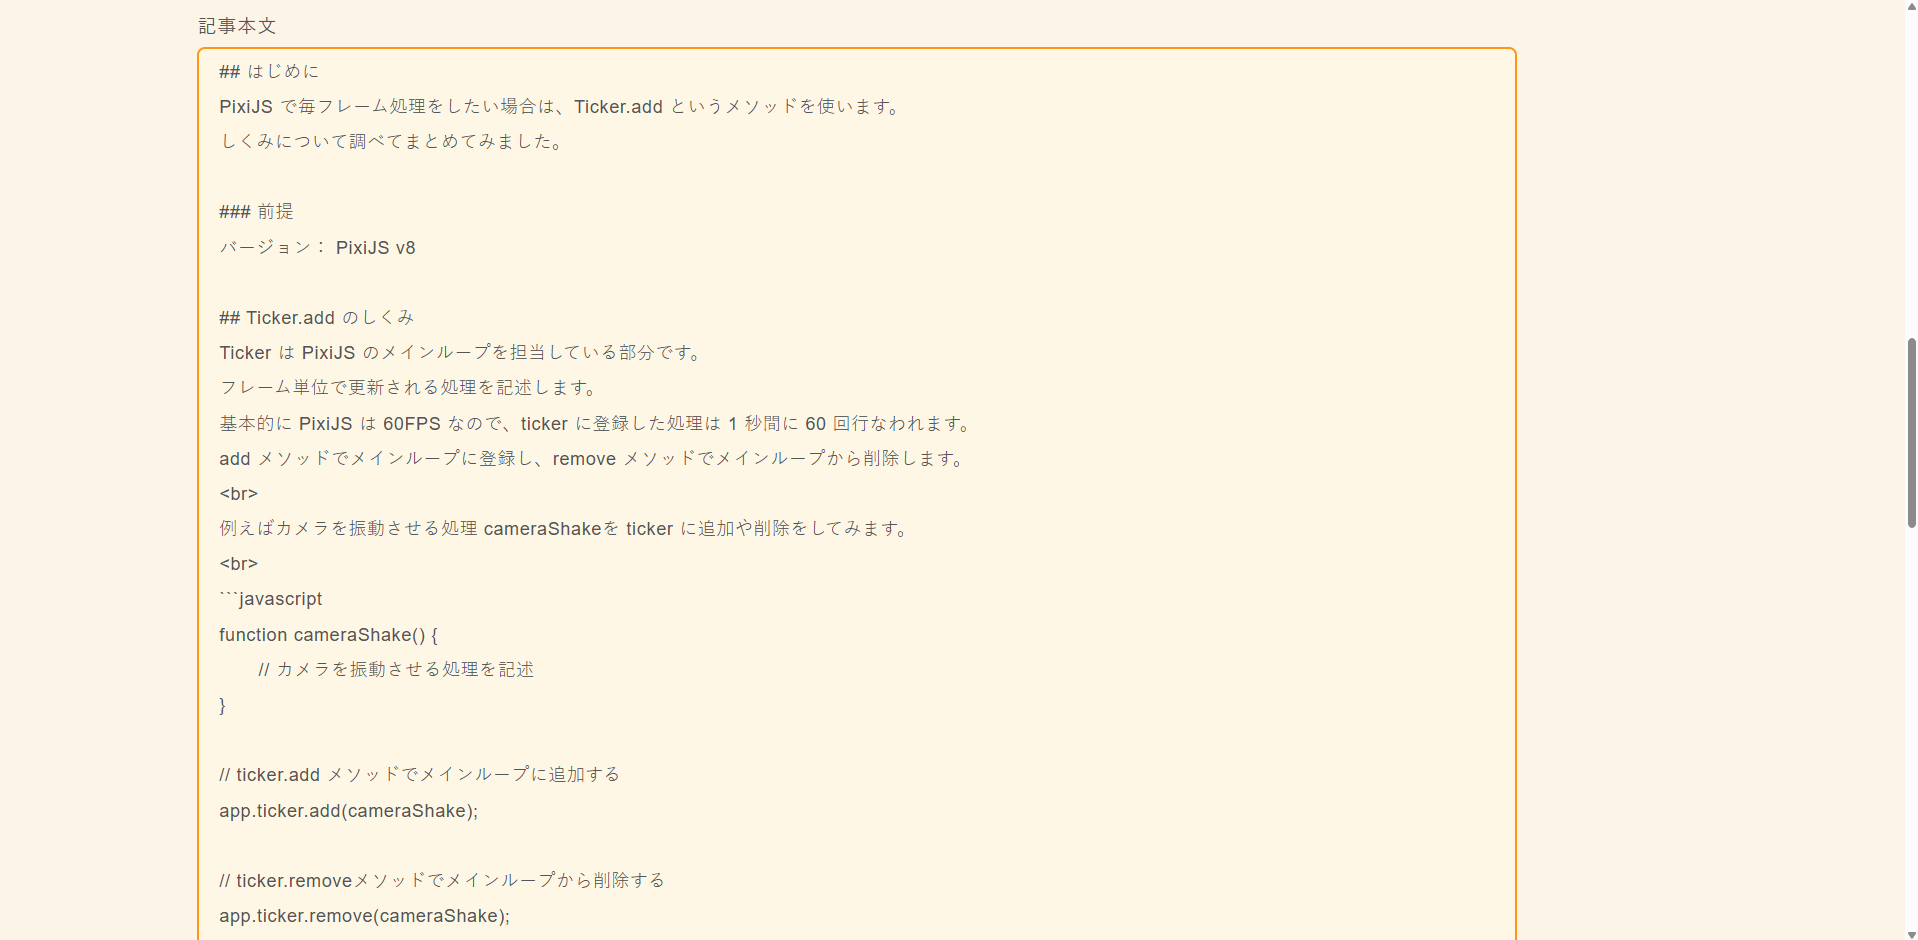 記事本文
## はじめに
PixiJS で毎フレーム処理をしたい場合は、Ticker.add というメソッドを使います。
しくみについて調べてまとめてみました。
### 前提
バージョン： PixiJS v8
## Ticker.add のしくみ
Ticker は PixiJS のメインループを担当している部分です。
フレーム単位で更新される処理を記述します。
基本的に PixiJS は 60FPS なので、ticker に登録した処理は 1 秒間に 60 回行なわれます。
add メソッドでメインループに登録し、remove メソッドでメインループから削除します。
<br>
例えばカメラを振動させる処理 cameraShakeを ticker に追加や削除をしてみます。
<br>
```javascript
function cameraShake() {
    // カメラを振動させる処理を記述
}
// ticker.add メソッドでメインループに追加する
app.ticker.add(cameraShake);
// ticker.removeメソッドでメインループから削除する
app.ticker.remove(cameraShake);